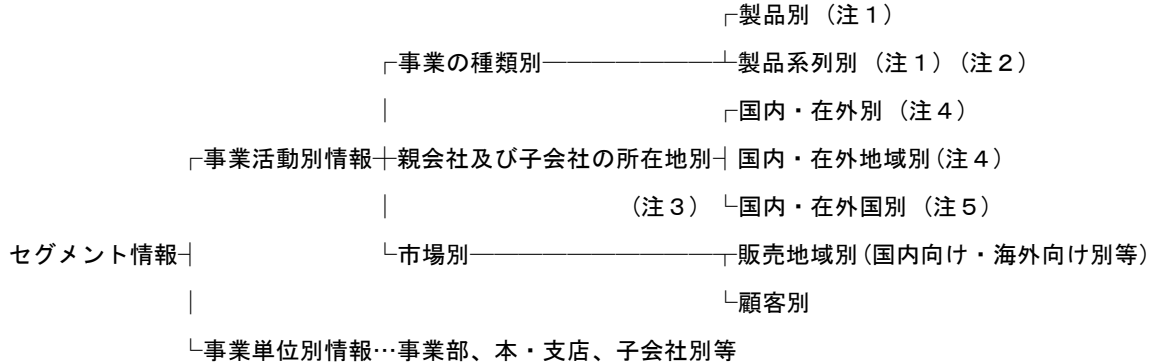 ┌製品別（注１）
┌事業の種類別───────┴製品系列別（注１）（注２）
│ ┌国内・在外別（注４）
┌事業活動別情報┼親会社及び子会社の所在地別┤国内・在外地域別(注４)
│ （注３）└国内・在外国別（注５）
セグメント情報┤ └市場別──────────┬販売地域別(国内向け・海外向け別等)
│ └顧客別
└事業単位別情報…事業部、本・支店、子会社別等